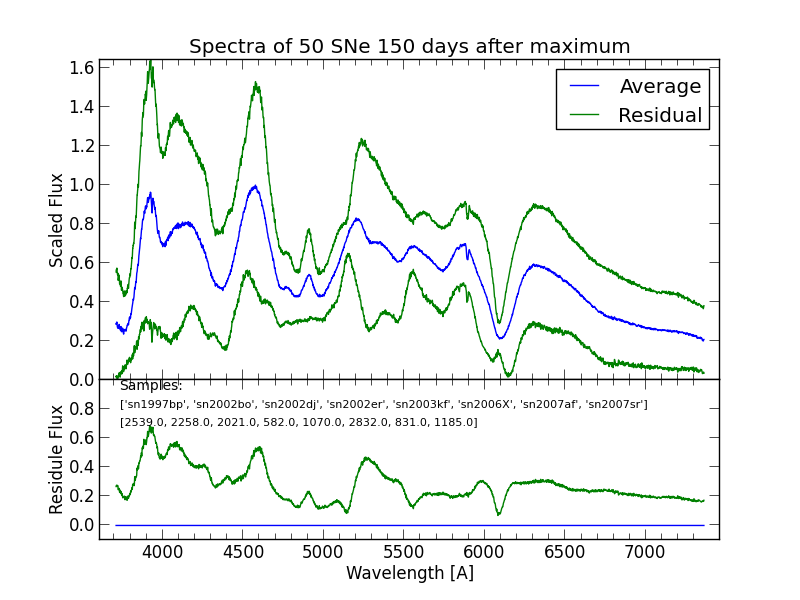 Spectra of 50 SNe 150 days after maximum
Average
Residual
1.6
1.4
1.2
1.0
0.8
0.6
0.4
0.2
0.0
Scaled Flux
Samples:
['sn1997bp', 'sn2002bo', 'sn2002dj', 'sn2002er', 'sn2003kf', 'sn2006X', 'sn2007af', 'sn2007sr']
[2539.0, 2258.0, 2021.0, 582.0, 1070.0, 2832.0, 831.0, 1185.0]
0.8
0.6
0.4
0.2
0.0
Residule Flux
4000 4500 5000 5500 6000 6500 7000
Wavelength [A]